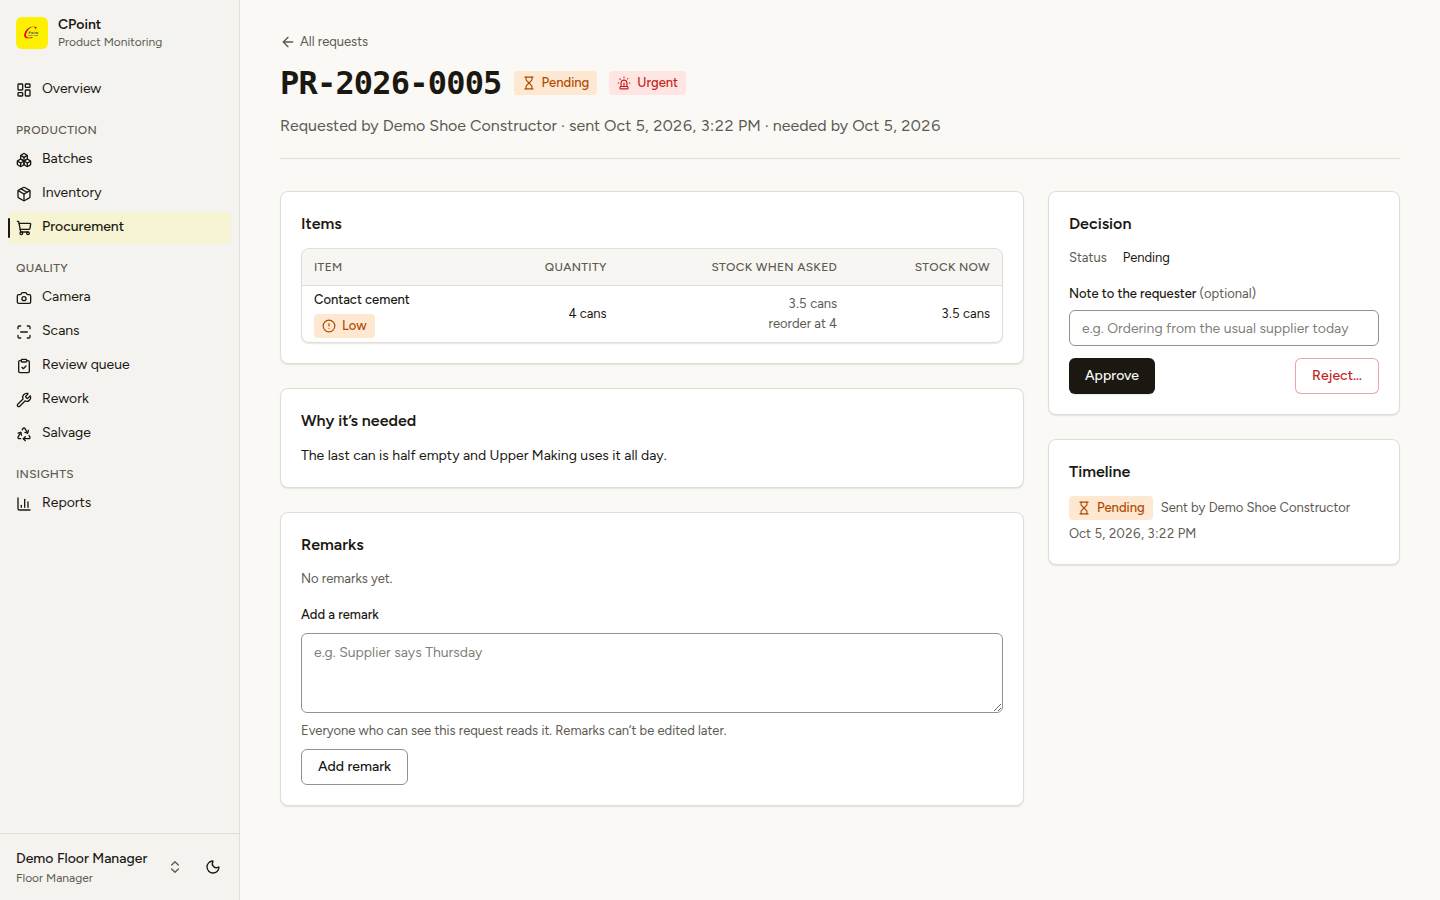 CPoint
Product Monitoring
Overview
PRODUCTION
Batches
Inventory
Procurement
QUALITY
Camera
Scans
Review queue
Rework
Salvage
INSIGHTS
Reports
Demo Floor Manager
Floor Manager
All requests
PR-2026-0005 Pending Urgent
Requested by Demo Shoe Constructor · sent Oct 5, 2026, 3:22 PM · needed by Oct 5, 2026
Items
ITEM QUANTITY STOCK WHEN ASKED STOCK NOW
Contact cement 4 cans 3.5 cans 3.5 cans
Low reorder at 4
Why it’s needed
The last can is half empty and Upper Making uses it all day.
Remarks
No remarks yet.
Add a remark
e.g. Supplier says Thursday
Everyone who can see this request reads it. Remarks can’t be edited later.
Add remark
Decision
Status Pending
Note to the requester (optional)
e.g. Ordering from the usual supplier today
Approve Reject...
Timeline
Pending Sent by Demo Shoe Constructor
Oct 5, 2026, 3:22 PM